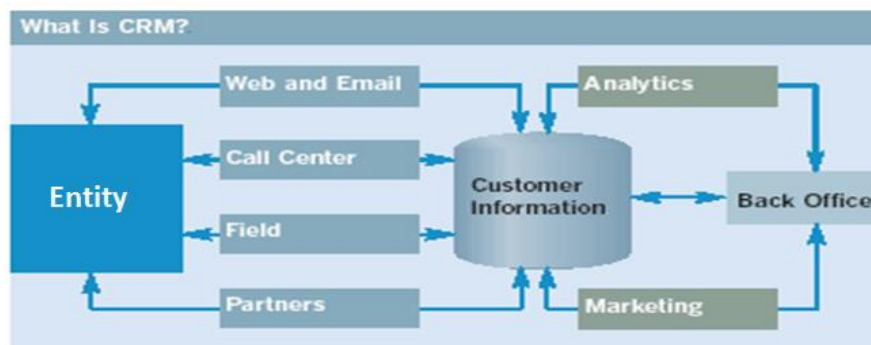 What Is CRM?
Web and Email
Analytics
Call Center
Entity
Customer
Information
Back Office
Field
Partners
Marketing